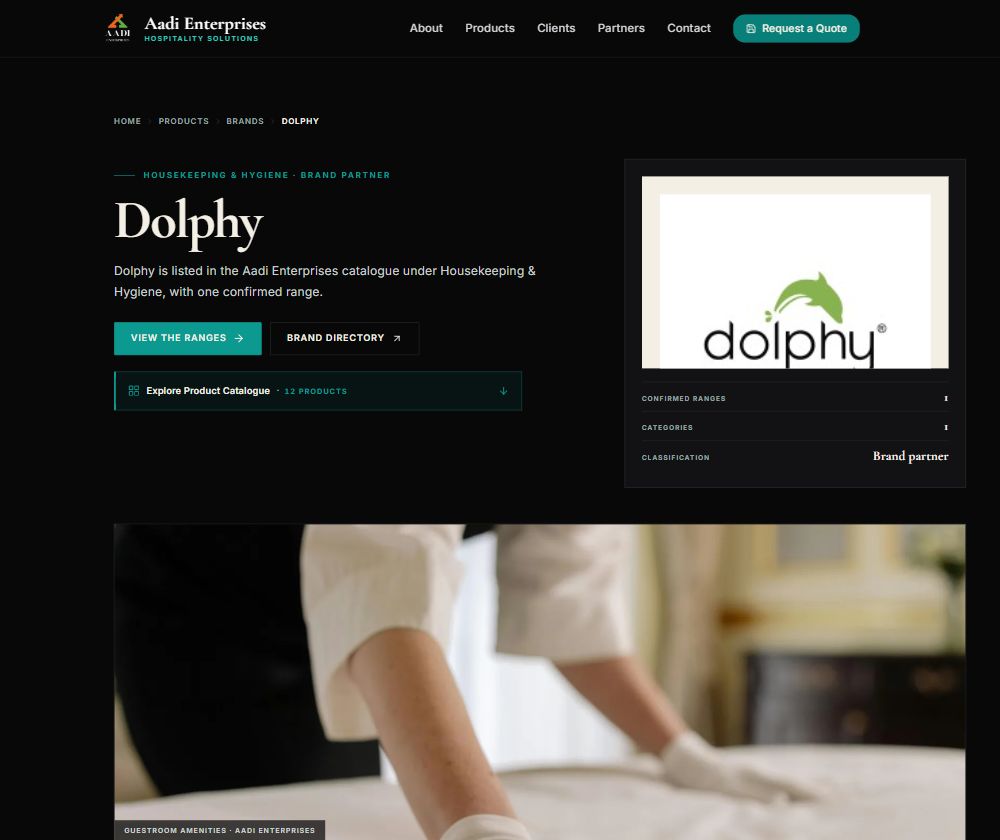 AADI
Aadi Enterprises
HOSPITALITY SOLUTIONS
About
Products
Clients
Partners
Contact
Request a Quote
HOME › PRODUCTS › BRANDS › DOLPHY
HOUSEKEEPING & HYGIENE · BRAND PARTNER
Dolphy
Dolphy is listed in the Aadi Enterprises catalogue under Housekeeping &
Hygiene, with one confirmed range.
VIEW THE RANGES →
BRAND DIRECTORY ↗
Explore Product Catalogue · 12 PRODUCTS ↓
dolphy®
CONFIRMED RANGES 1
CATEGORIES 1
CLASSIFICATION Brand partner
GUESTROOM AMENITIES · AADI ENTERPRISES